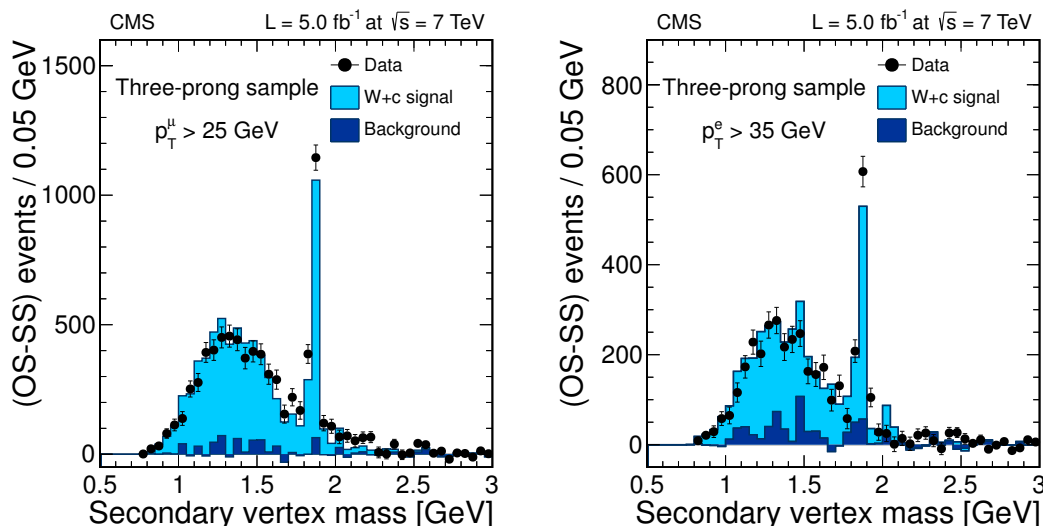 CMS L = 5.0 fb⁻¹ at √s = 7 TeV
(OS-SS) events / 0.05 GeV
1500
1000
500
0
Three-prong sample
p_T^μ > 25 GeV
Data
W+c signal
Background
0.5 1 1.5 2 2.5 3
Secondary vertex mass [GeV]
CMS L = 5.0 fb⁻¹ at √s = 7 TeV
(OS-SS) events / 0.05 GeV
800
600
400
200
0
Three-prong sample
p_T^e > 35 GeV
Data
W+c signal
Background
0.5 1 1.5 2 2.5 3
Secondary vertex mass [GeV]